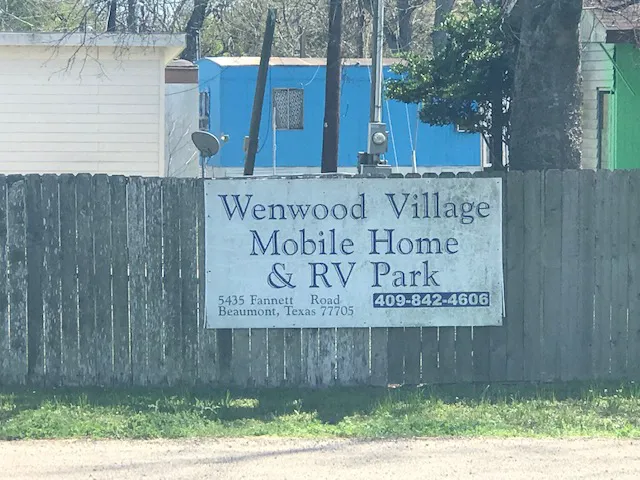 Wenwood Village
Mobile Home
& RV Park
5435 Fannett Road
Beaumont, Texas 77705
409-842-4606